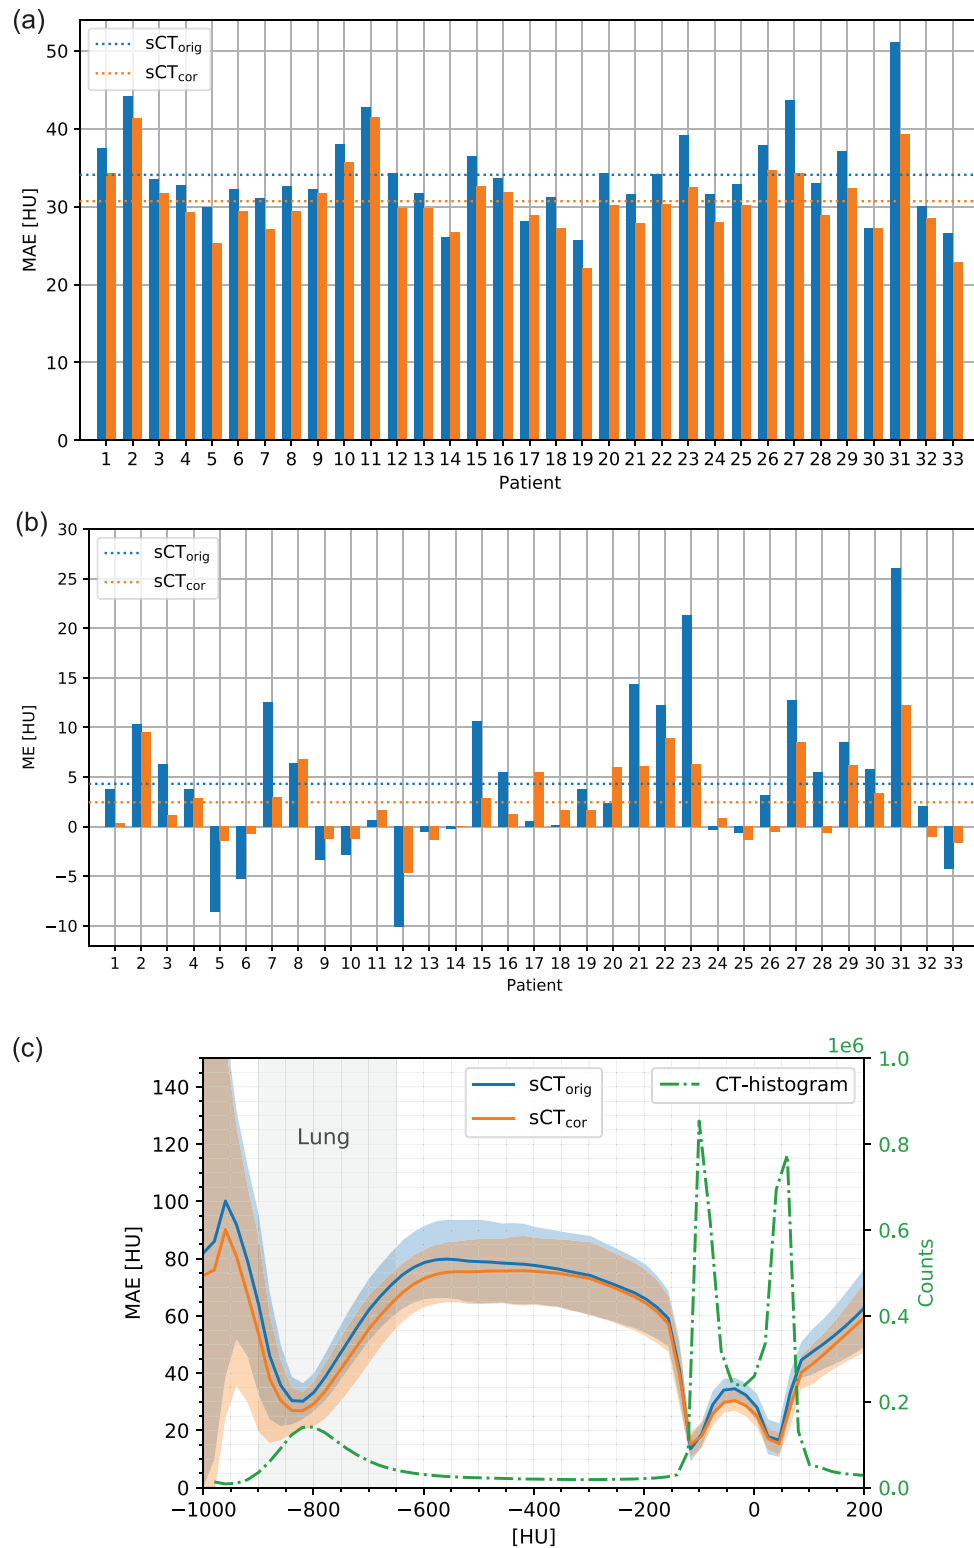 (a)
sCTorig
sCTcor
50
40
30
20
10
0
MAE [HU]
1 2 3 4 5 6 7 8 9 10 11 12 13 14 15 16 17 18 19 20 21 22 23 24 25 26 27 28 29 30 31 32 33
Patient
(b)
sCTorig
sCTcor
30
25
20
15
10
5
0
−5
−10
ME [HU]
1 2 3 4 5 6 7 8 9 10 11 12 13 14 15 16 17 18 19 20 21 22 23 24 25 26 27 28 29 30 31 32 33
Patient
(c)
1e6
sCTorig
sCTcor
CT-histogram
Lung
140
120
100
80
60
40
20
0
MAE [HU]
1.0
0.8
0.6
0.4
0.2
0.0
Counts
−1000 −800 −600 −400 −200 0 200
[HU]